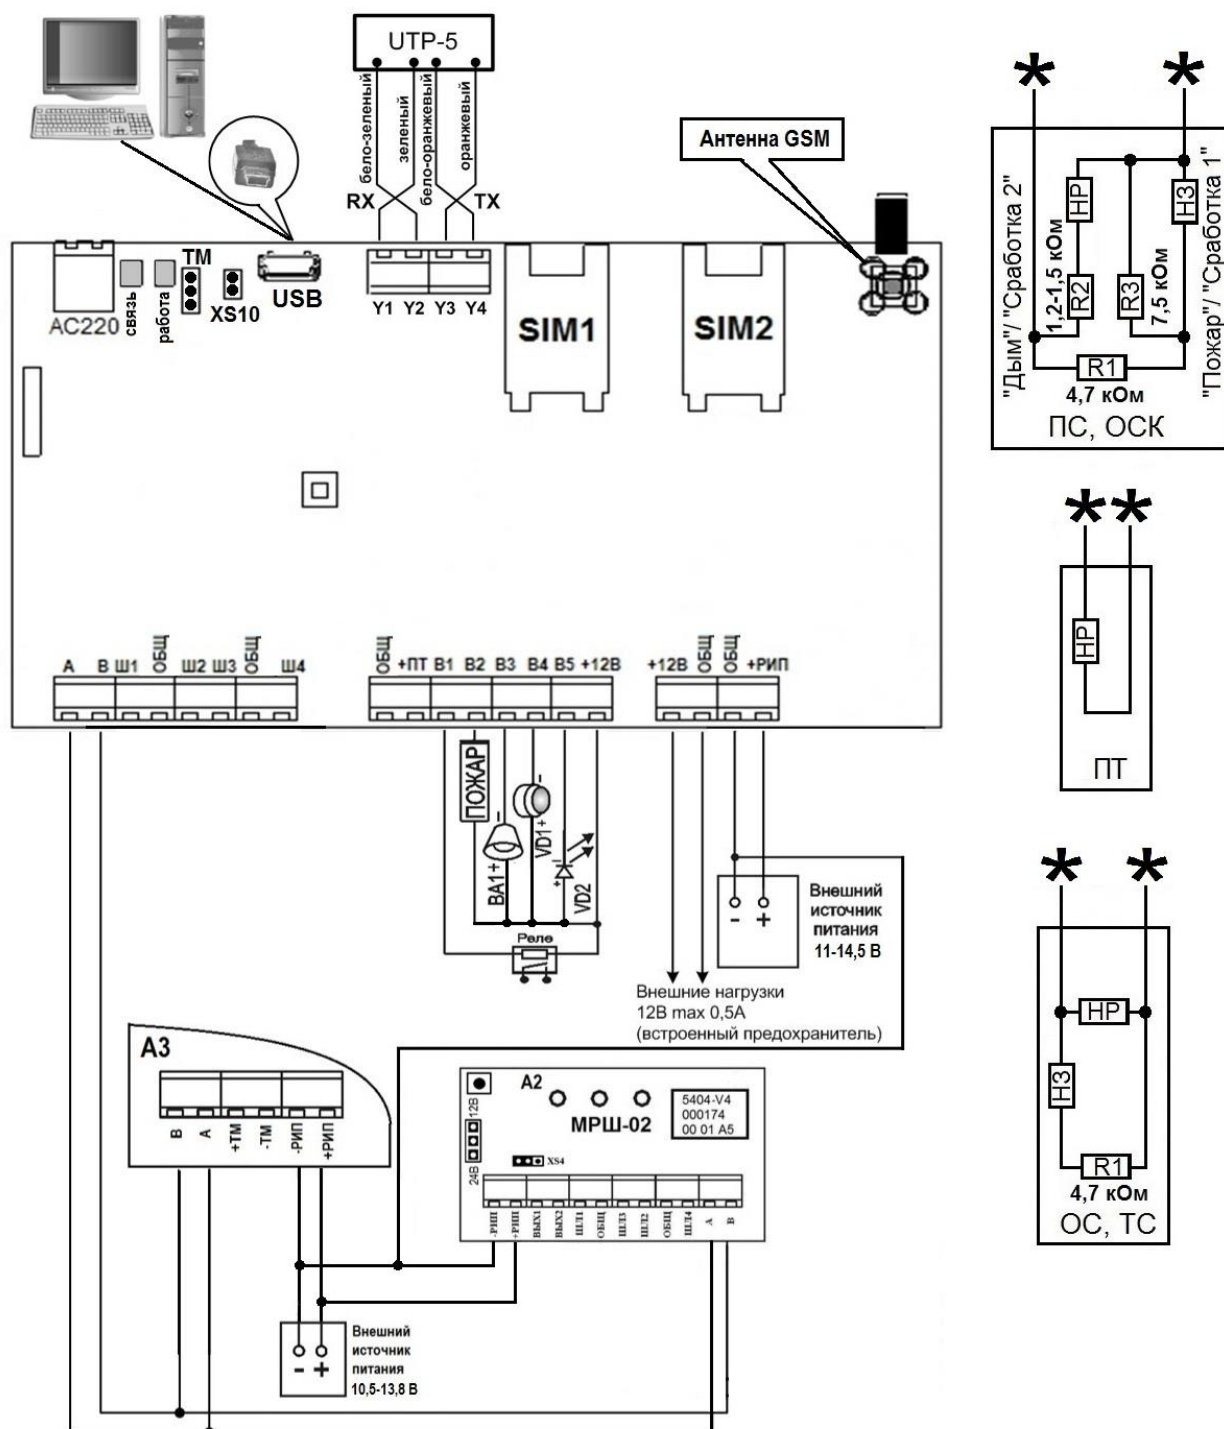 UTP-5
бело-зеленый
зеленый
бело-оранжевый
оранжевый
RX
TX
Антенна GSM
AC220
связь
работа
TM
XS10
USB
Y1 Y2 Y3 Y4
SIM1
SIM2
"Дым"/ "Сработка 2"
1,2-1,5 кОм
НР
R2
R3
7,5 кОм
НЗ
"Пожар"/ "Сработка 1"
R1
4,7 кОм
ПС, ОСК
НР
ПТ
A B Ш1 ОБЩ Ш2 Ш3 ОБЩ Ш4
ОБЩ +ПТ В1 В2 В3 В4 В5 +12В
+12В ОБЩ ОБЩ +РИП
ПОЖАР
BA1 +
-
VD1 +
-
VD2
+
Реле
- +
Внешний
источник
питания
11-14,5 В
Внешние нагрузки
12В max 0,5А
(встроенный предохранитель)
A3
B A +ТМ -ТМ -РИП +РИП
A2
12В
24В
МРШ-02
5404-V4
000174
00 01 A5
XS4
-РИП +РИП ВЫХ1 ВЫХ2 ШЛ1 ОБЩ ШЛ3 ШЛ2 ОБЩ ШЛ4 A B
- +
Внешний
источник
питания
10,5-13,8 В
НР
НЗ
R1
4,7 кОм
ОС, ТС